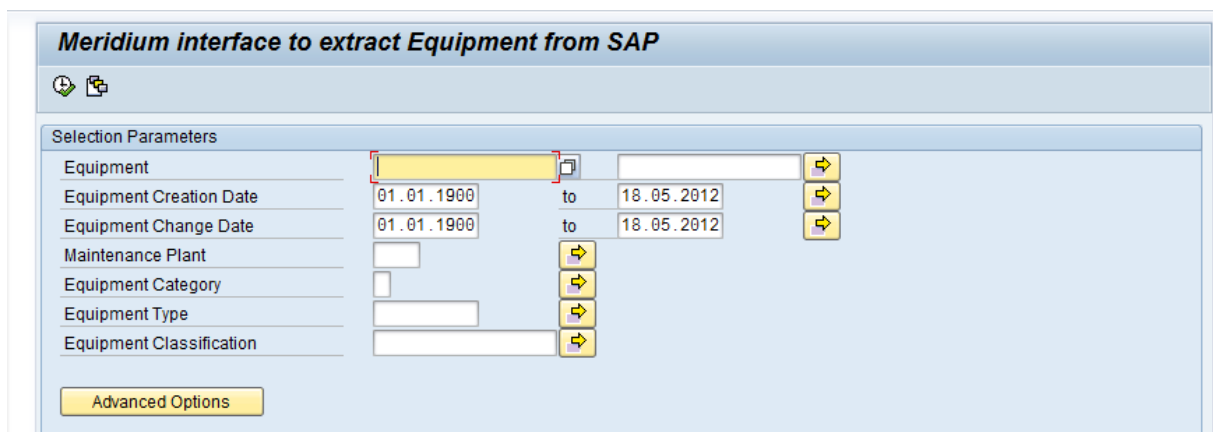 Meridium interface to extract Equipment from SAP
Selection Parameters
Equipment
Equipment Creation Date 01.01.1900 to 18.05.2012
Equipment Change Date 01.01.1900 to 18.05.2012
Maintenance Plant
Equipment Category
Equipment Type
Equipment Classification
Advanced Options